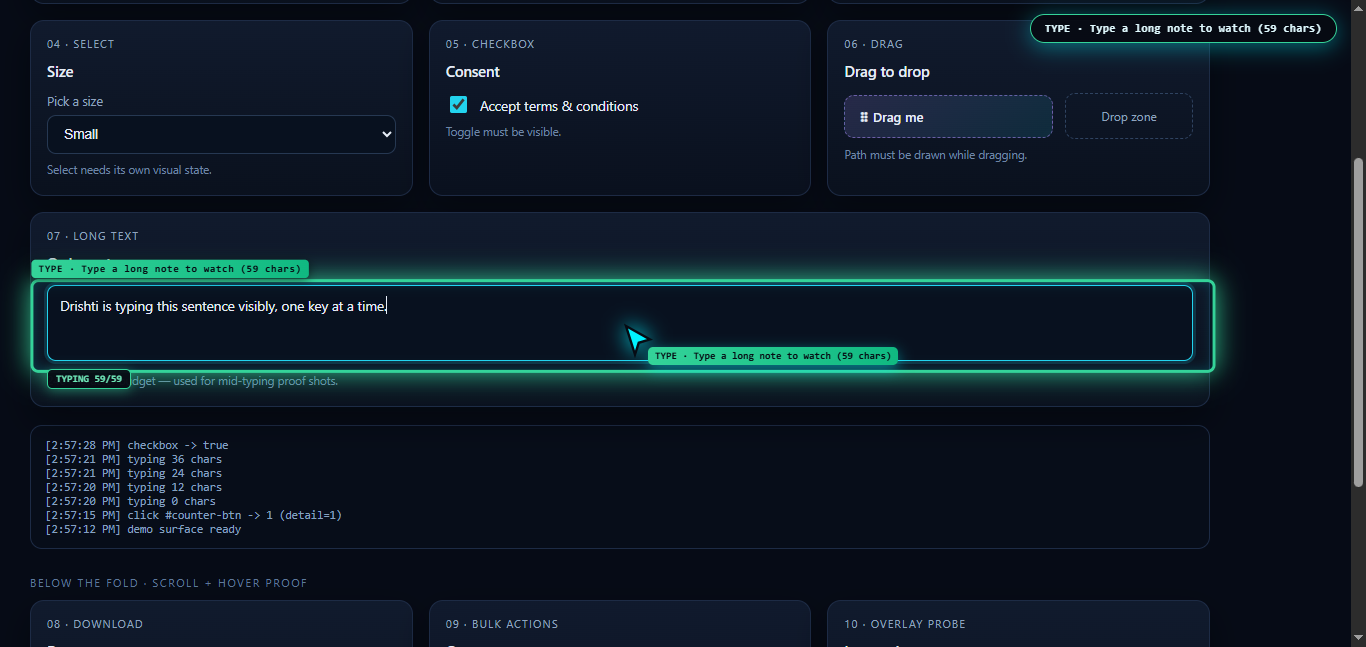 TYPE · Type a long note to watch (59 chars)
04 · SELECT
Size
Pick a size
Small
Select needs its own visual state.
05 · CHECKBOX
Consent
Accept terms & conditions
Toggle must be visible.
06 · DRAG
Drag to drop
⠿ Drag me
Drop zone
Path must be drawn while dragging.
07 · LONG TEXT
TYPE · Type a long note to watch (59 chars)
Drishti is typing this sentence visibly, one key at a time.
TYPE · Type a long note to watch (59 chars)
TYPING 59/59
dget — used for mid-typing proof shots.
[2:57:28 PM] checkbox -> true
[2:57:21 PM] typing 36 chars
[2:57:21 PM] typing 24 chars
[2:57:20 PM] typing 12 chars
[2:57:20 PM] typing 0 chars
[2:57:15 PM] click #counter-btn -> 1 (detail=1)
[2:57:12 PM] demo surface ready
BELOW THE FOLD · SCROLL + HOVER PROOF
08 · DOWNLOAD
09 · BULK ACTIONS
10 · OVERLAY PROBE